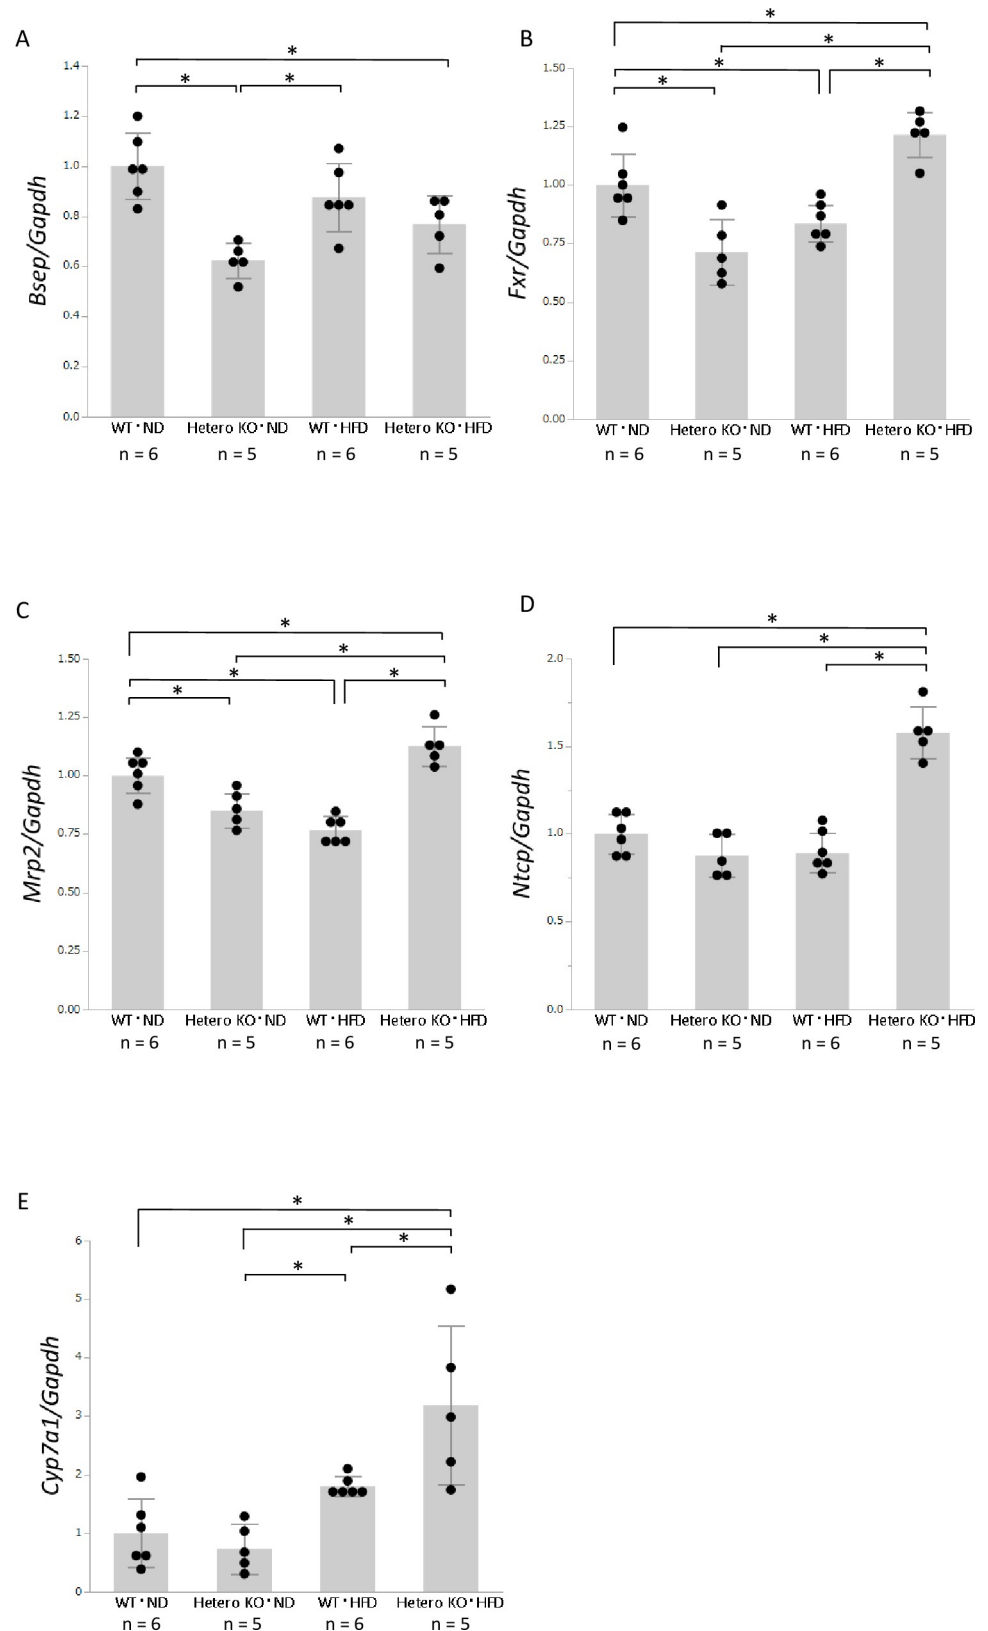 A
*
*
*
1.4
1.2
1.0
0.8
0.6
0.4
0.2
0.0
Bsep/Gapdh
WT・ND Hetero KO・ND WT・HFD Hetero KO・HFD
n = 6 n = 5 n = 6 n = 5
B
*
*
*
*
*
1.50
1.25
1.00
0.75
0.50
0.25
0.00
Fxr/Gapdh
WT・ND Hetero KO・ND WT・HFD Hetero KO・HFD
n = 6 n = 5 n = 6 n = 5
C
*
*
*
*
*
1.50
1.25
1.00
0.75
0.50
0.25
0.00
Mrp2/Gapdh
WT・ND Hetero KO・ND WT・HFD Hetero KO・HFD
n = 6 n = 5 n = 6 n = 5
D
*
*
*
2.0
1.5
1.0
0.5
0.0
Ntcp/Gapdh
WT・ND Hetero KO・ND WT・HFD Hetero KO・HFD
n = 6 n = 5 n = 6 n = 5
E
*
*
*
*
6
5
4
3
2
1
0
Cyp7a1/Gapdh
WT・ND Hetero KO・ND WT・HFD Hetero KO・HFD
n = 6 n = 5 n = 6 n = 5